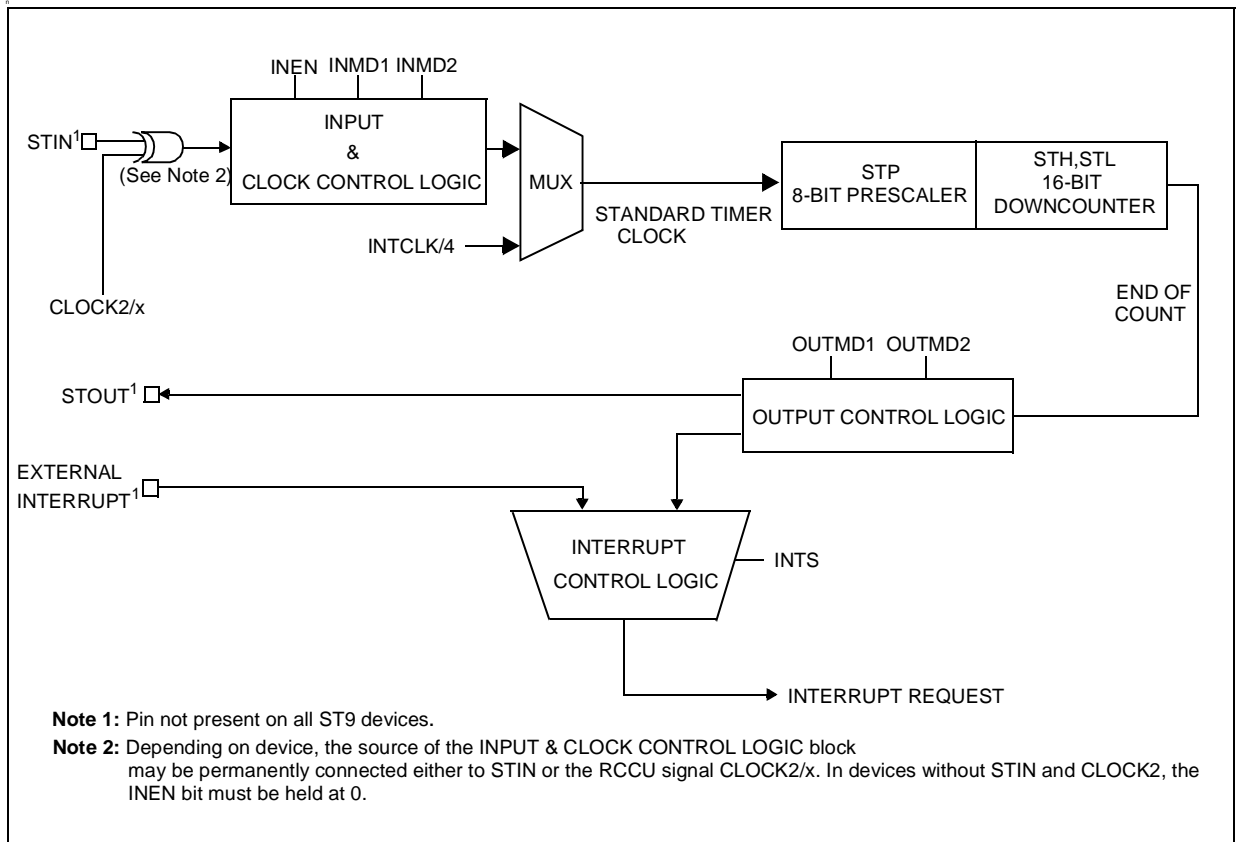 INEN INMD1 INMD2
STIN1
(See Note 2)
INPUT
&
CLOCK CONTROL LOGIC
MUX
INTCLK/4
CLOCK2/x
STANDARD TIMER
CLOCK
STP
8-BIT PRESCALER
STH,STL
16-BIT
DOWNCOUNTER
END OF
COUNT
OUTMD1 OUTMD2
STOUT1
OUTPUT CONTROL LOGIC
EXTERNAL
INTERRUPT1
INTERRUPT
CONTROL LOGIC
INTS
INTERRUPT REQUEST
Note 1: Pin not present on all ST9 devices.
Note 2: Depending on device, the source of the INPUT & CLOCK CONTROL LOGIC block
may be permanently connected either to STIN or the RCCU signal CLOCK2/x. In devices without STIN and CLOCK2, the
INEN bit must be held at 0.